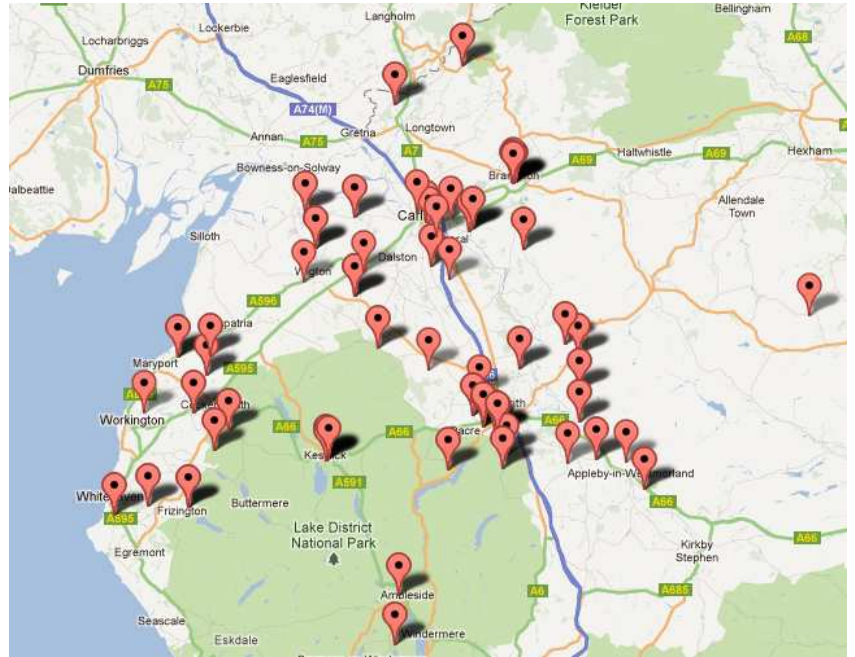 Langholm
Kielder
Forest Park
Bellingham
Lockerbie
Locharbriggs
A7
A68
Dumfries
A75
Eaglesfield
A74(M)
Longtown
Gretna
Annan
A75
A7
Haltwhistle
A69
Hexham
Bowness-on-Solway
A69
Dalbeattie
Allendale
Town
Silloth
Dalston
A596
Maryport
A595
Workington
A66
A66
A66
Keswick
A591
Appleby-in-Westmorland
A66
Frizington
Buttermere
A595
Lake District
National Park
Egremont
Kirkby
Stephen
A66
Ambleside
A6
A685
Seascale
Eskdale
Windermere